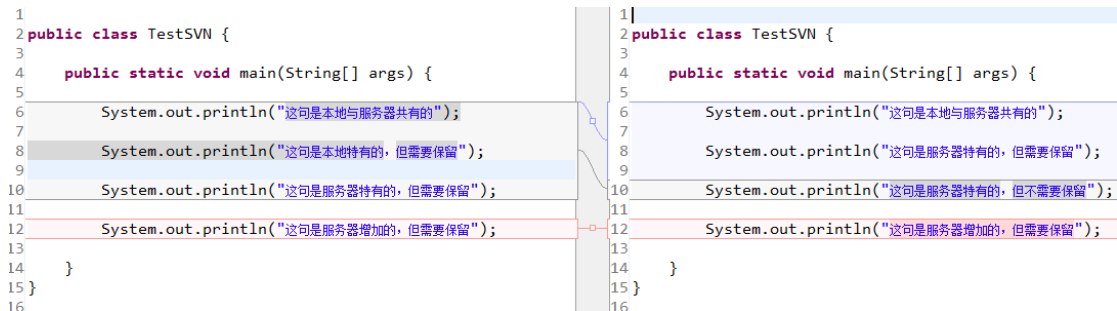 1
2 public class TestSVN {
3
4     public static void main(String[] args) {
5
6         System.out.println("这句是本地与服务器共有的");
7
8         System.out.println("这句是本地特有的，但需要保留");
9
10         System.out.println("这句是服务器特有的，但需要保留");
11
12         System.out.println("这句是服务器增加的，但需要保留");
13
14     }
15 }
16
1
2 public class TestSVN {
3
4     public static void main(String[] args) {
5
6         System.out.println("这句是本地与服务器共有的");
7
8         System.out.println("这句是服务器特有的，但需要保留");
9
10         System.out.println("这句是服务器特有的，但不需要保留");
11
12         System.out.println("这句是服务器增加的，但需要保留");
13
14     }
15 }
16